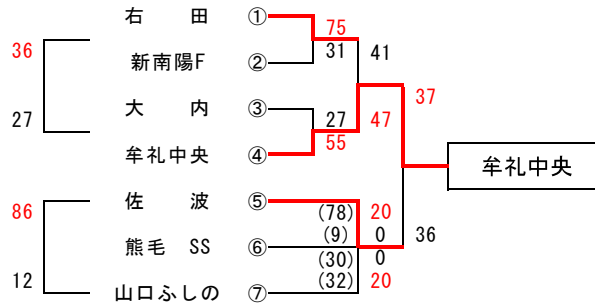 右 田 ①
75
36
31 41
新南陽F ②
37
大 内 ③
27
27 47
牟礼中央 ④
55
牟礼中央
佐 波 ⑤
86
(78) 20
(9) 0 36
熊毛 SS ⑥
(30) 0
12
(32) 20
山口ふしの ⑦